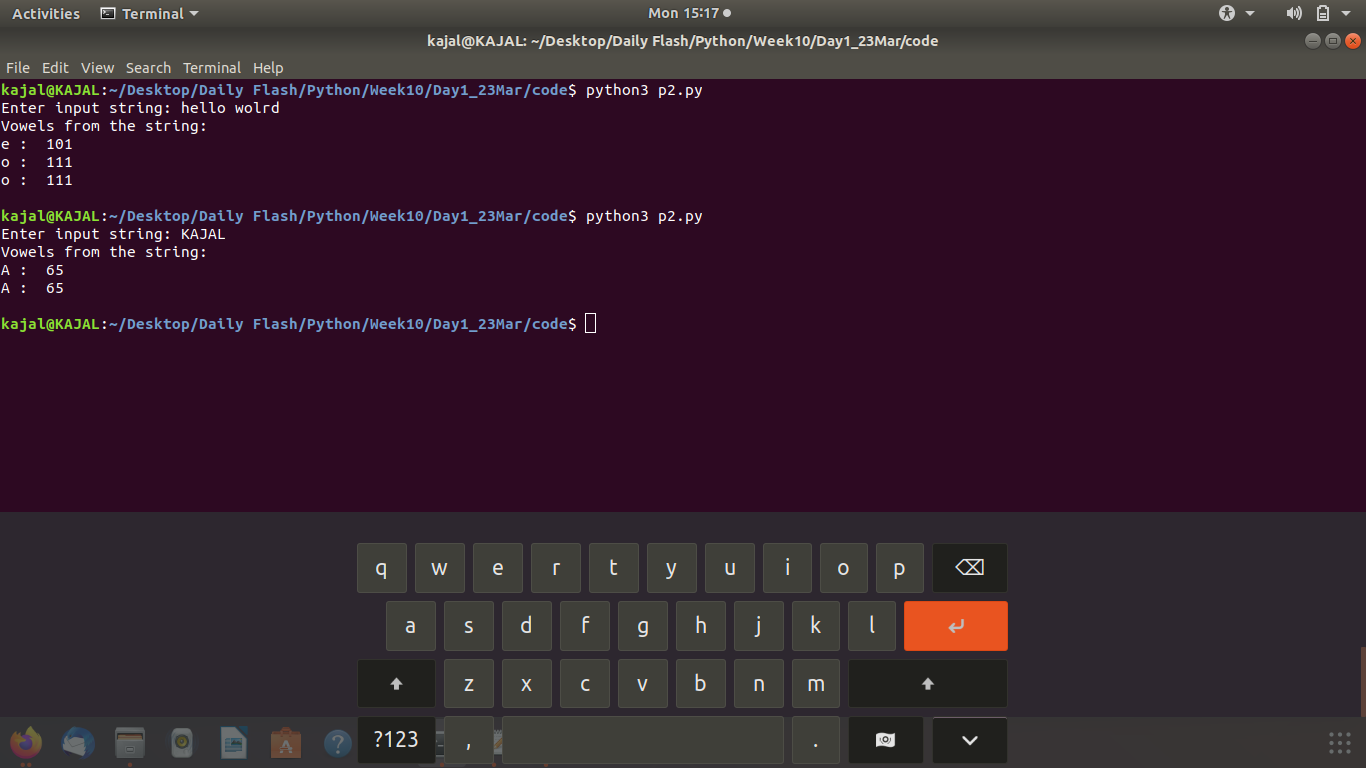 Activities Terminal Mon 15:17
kajal@KAJAL: ~/Desktop/Daily Flash/Python/Week10/Day1_23Mar/code
File Edit View Search Terminal Help
kajal@KAJAL:~/Desktop/Daily Flash/Python/Week10/Day1_23Mar/code$ python3 p2.py
Enter input string: hello wolrd
Vowels from the string:
e :  101
o :  111
o :  111
kajal@KAJAL:~/Desktop/Daily Flash/Python/Week10/Day1_23Mar/code$ python3 p2.py
Enter input string: KAJAL
Vowels from the string:
A :  65
A :  65
kajal@KAJAL:~/Desktop/Daily Flash/Python/Week10/Day1_23Mar/code$
q w e r t y u i o p
a s d f g h j k l
z x c v b n m
?123 , .